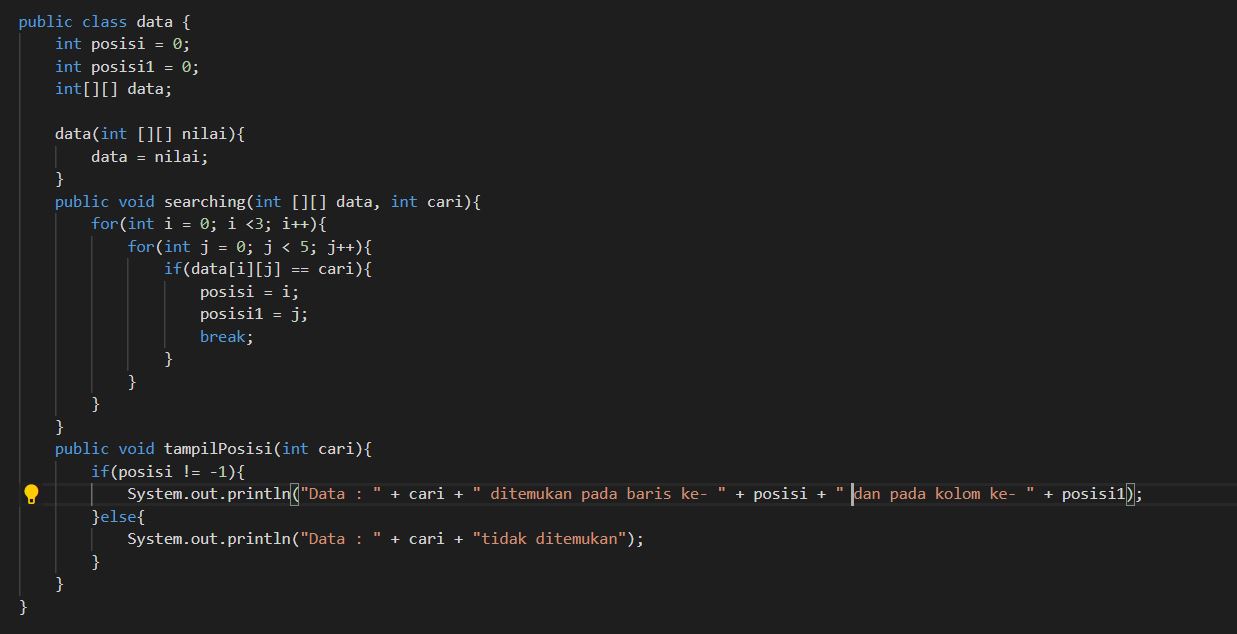 public class data {
    int posisi = 0;
    int posisi1 = 0;
    int[][] data;

    data(int [][] nilai){
        data = nilai;
    }
    public void searching(int [][] data, int cari){
        for(int i = 0; i <3; i++){
            for(int j = 0; j < 5; j++){
                if(data[i][j] == cari){
                    posisi = i;
                    posisi1 = j;
                    break;
                }
            }
        }
    }
    public void tampilPosisi(int cari){
        if(posisi != -1){
            System.out.println("Data : " + cari + " ditemukan pada baris ke- " + posisi + " dan pada kolom ke- " + posisi1);
        }else{
            System.out.println("Data : " + cari + "tidak ditemukan");
        }
    }
}